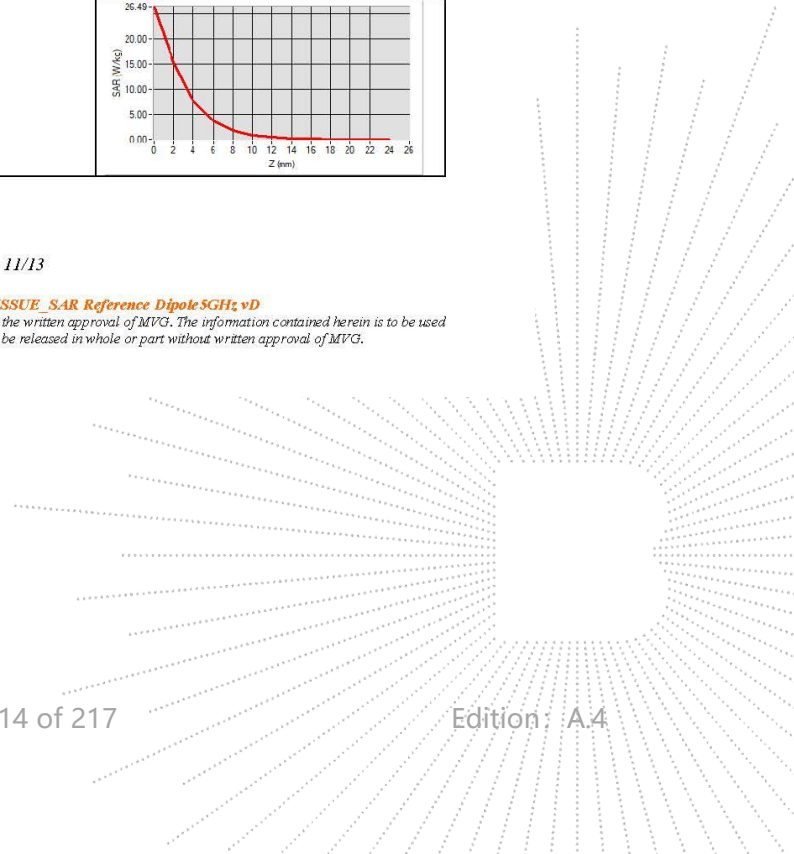 26.49
20.00
15.00
10.00
5.00
0.00
SAR (W/kg)
0 2 4 6 8 10 12 14 16 18 20 22 24 26
Z (mm)
11/13
SSUE_SAR Reference Dipole5GHz vD
the written approval of MVG. The information contained herein is to be used
be released in whole or part without written approval of MVG.
14 of 217
Edition: A.4